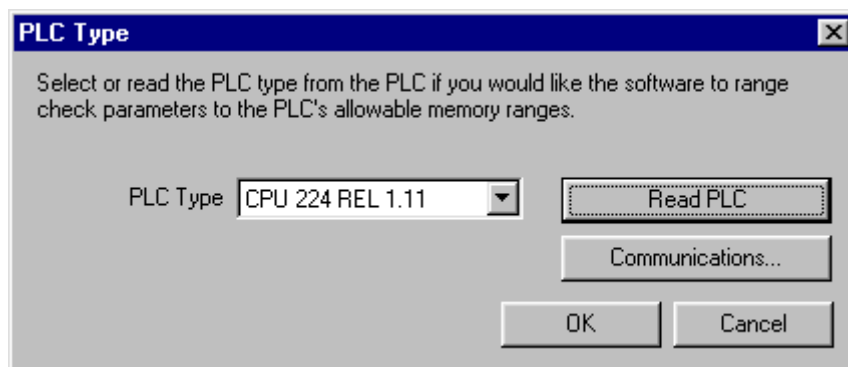 PLC Type
Select or read the PLC type from the PLC if you would like the software to range
check parameters to the PLC's allowable memory ranges.
PLC Type CPU 224 REL 1.11 Read PLC
Communications...
OK Cancel